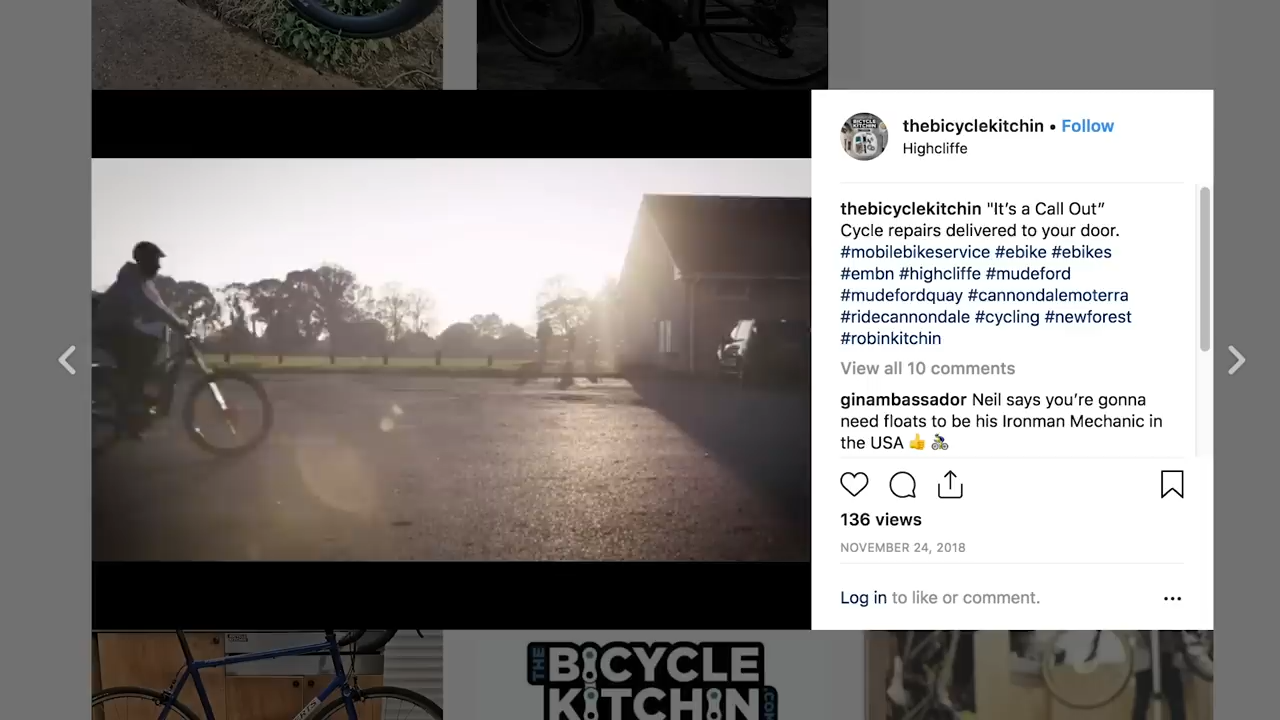 thebicyclekitchin • Follow
Highcliffe
thebicyclekitchin "It’s a Call Out”
Cycle repairs delivered to your door.
#mobilebikeservice #ebike #ebikes
#embn #highcliffe #mudeford
#mudefordquay #cannondalemoterra
#ridecannondale #cycling #newforest
#robinkitchin
View all 10 comments
ginambassador Neil says you’re gonna
need floats to be his Ironman Mechanic in
the USA 👍 🚴
136 views
NOVEMBER 24, 2018
Log in to like or comment.
THE
BICYCLE
KITCHIN
.COM